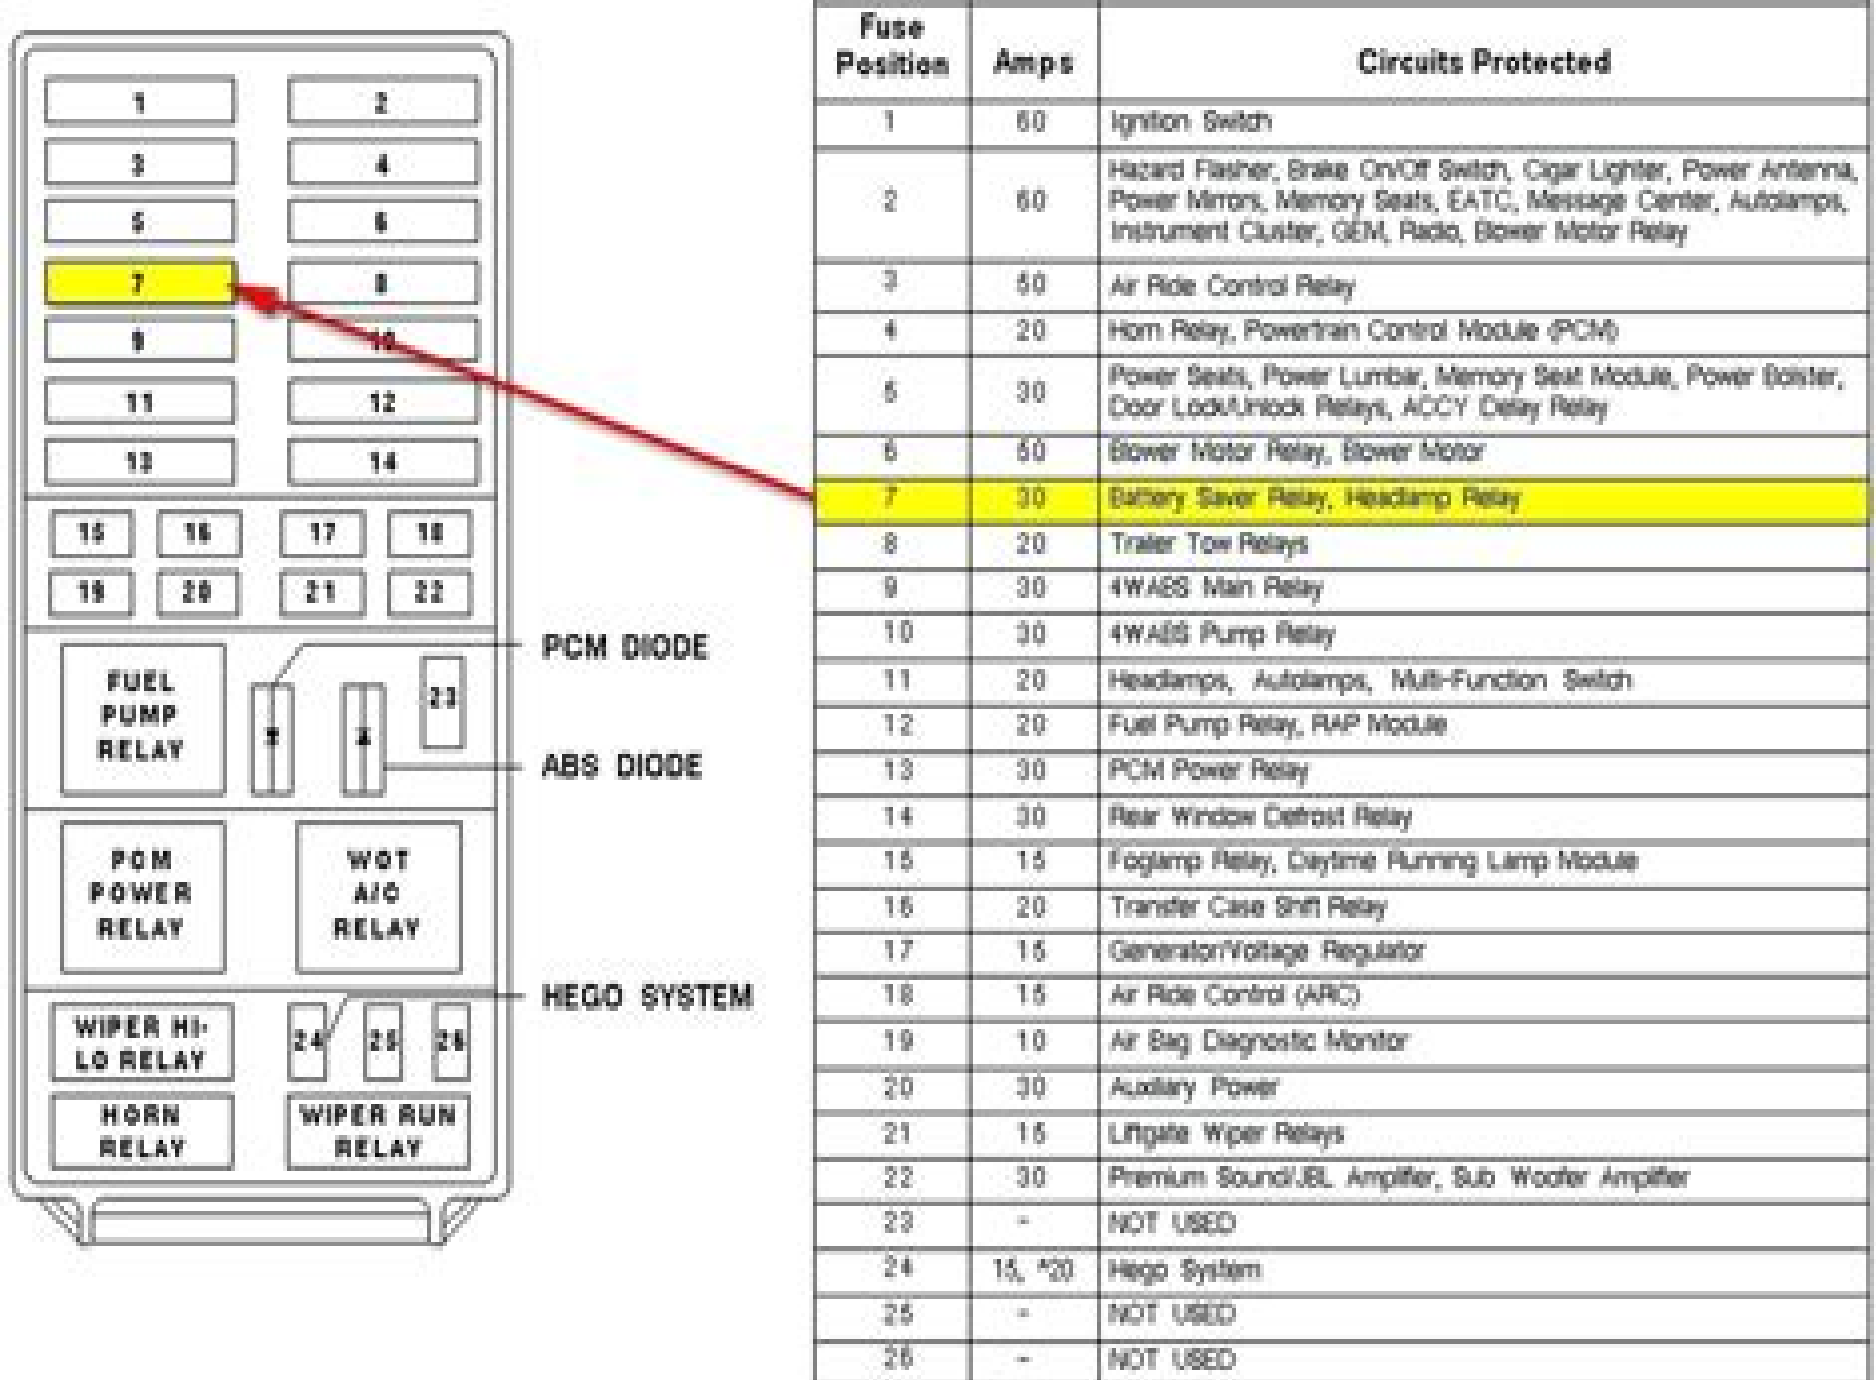 1
2
3
4
5
6
7
8
9
10
11
12
13
14
15
16
17
18
19
20
21
22
FUEL
PUMP
RELAY
PCM DIODE
23
ABS DIODE
PCM
POWER
RELAY
WOT
A/C
RELAY
HEGO SYSTEM
WIPER HI-
LO RELAY
24
25
26
HORN
RELAY
WIPER RUN
RELAY
Fuse Position Amps Circuits Protected
1 60 Ignition Switch
2 60 Hazard Flasher, Brake On/Off Switch, Cigar Lighter, Power Antenna,
Power Mirrors, Memory Seats, EATC, Message Center, Autolamps,
Instrument Cluster, GEM, Radio, Blower Motor Relay
3 50 Air Ride Control Relay
4 20 Horn Relay, Powertrain Control Module (PCM)
5 30 Power Seats, Power Lumbar, Memory Seat Module, Power Bolster,
Door Lock/Unlock Relays, ACCY Delay Relay
6 50 Blower Motor Relay, Blower Motor
7 30 Battery Saver Relay, Headlamp Relay
8 20 Trailer Tow Relays
9 30 4WABS Main Relay
10 30 4WABS Pump Relay
11 20 Headlamps, Autolamps, Multi-Function Switch
12 20 Fuel Pump Relay, RAP Module
13 30 PCM Power Relay
14 30 Rear Window Defrost Relay
15 15 Foglamp Relay, Daytime Running Lamp Module
16 20 Transfer Case Shift Relay
17 15 Generator/Voltage Regulator
18 15 Air Ride Control (ARC)
19 10 Air Bag Diagnostic Monitor
20 30 Auxiliary Power
21 15 Liftgate Wiper Relays
22 30 Premium Sound/JBL Amplifier, Sub Woofer Amplifier
23 - NOT USED
24 15, *20 Hego System
25 - NOT USED
26 - NOT USED